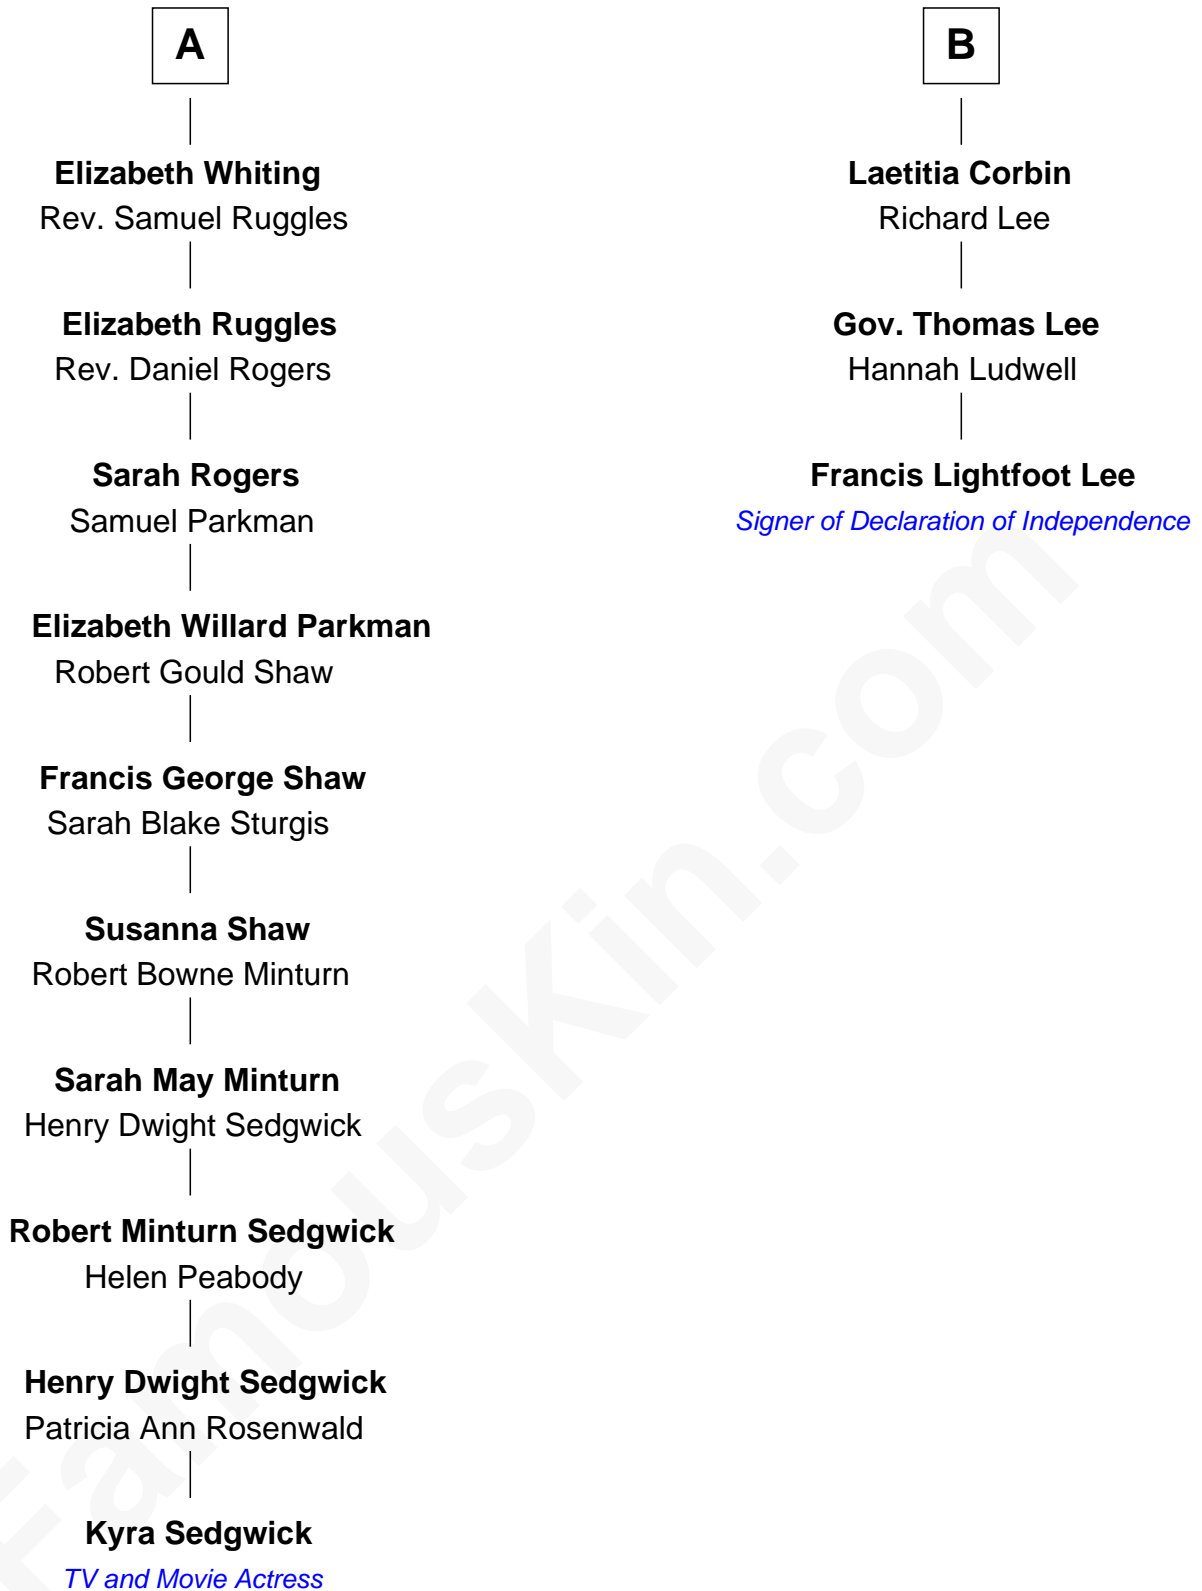 A
Elizabeth Whiting
Rev. Samuel Ruggles
Elizabeth Ruggles
Rev. Daniel Rogers
Sarah Rogers
Samuel Parkman
Elizabeth Willard Parkman
Robert Gould Shaw
Francis George Shaw
Sarah Blake Sturgis
Susanna Shaw
Robert Bowne Minturn
Sarah May Minturn
Henry Dwight Sedgwick
Robert Minturn Sedgwick
Helen Peabody
Henry Dwight Sedgwick
Patricia Ann Rosenwald
Kyra Sedgwick
TV and Movie Actress
B
Laetitia Corbin
Richard Lee
Gov. Thomas Lee
Hannah Ludwell
Francis Lightfoot Lee
Signer of Declaration of Independence
FamousKin.com